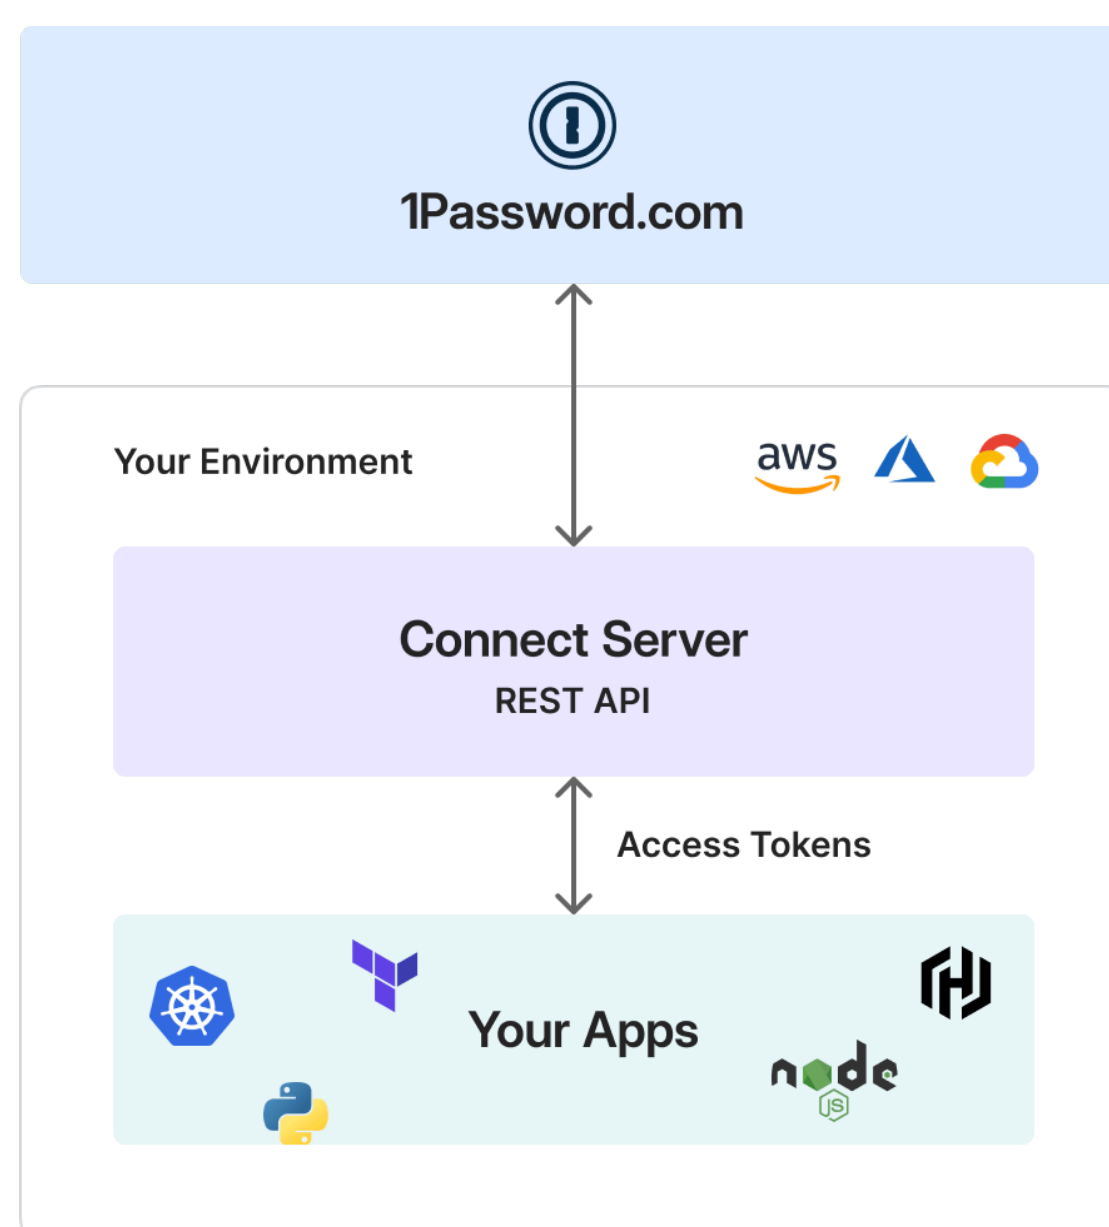 1Password.com
Your Environment
aws
Connect Server
REST API
Access Tokens
Your Apps
node
JS